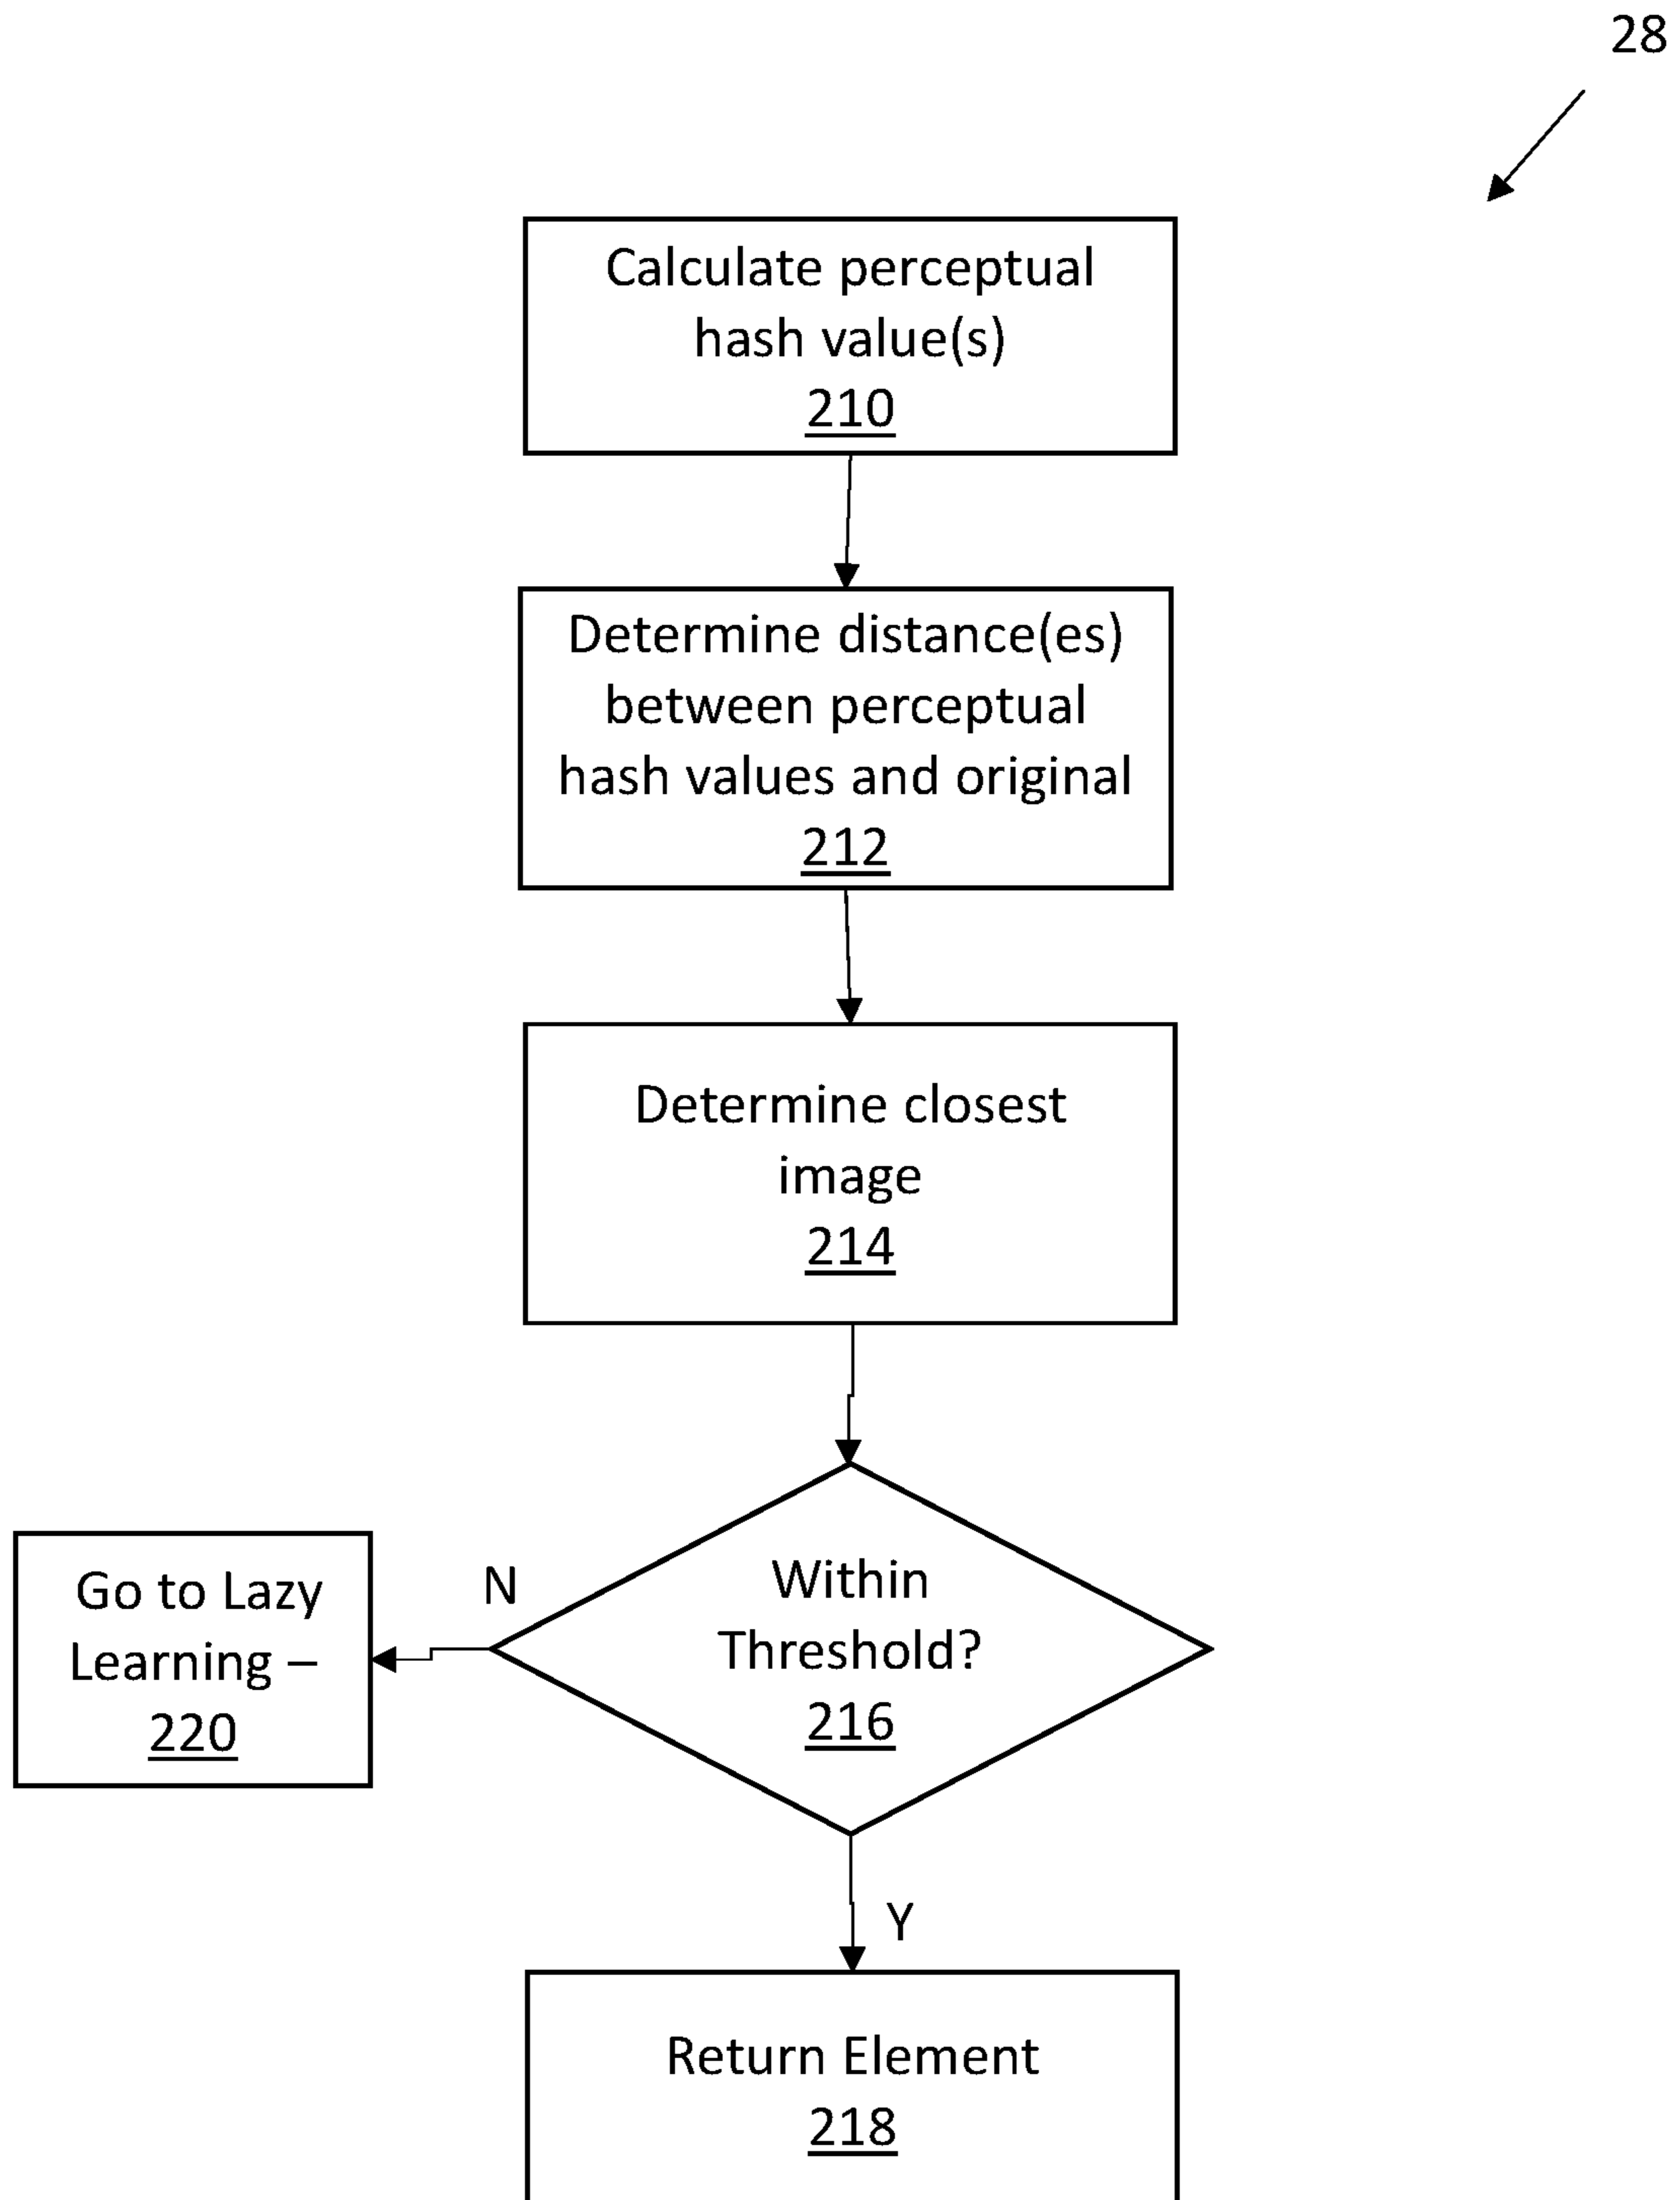 28
Calculate perceptual
hash value(s)
210
Determine distance(es)
between perceptual
hash values and original
212
Determine closest
image
214
Within
Threshold?
216
N
Go to Lazy
Learning –
220
Y
Return Element
218